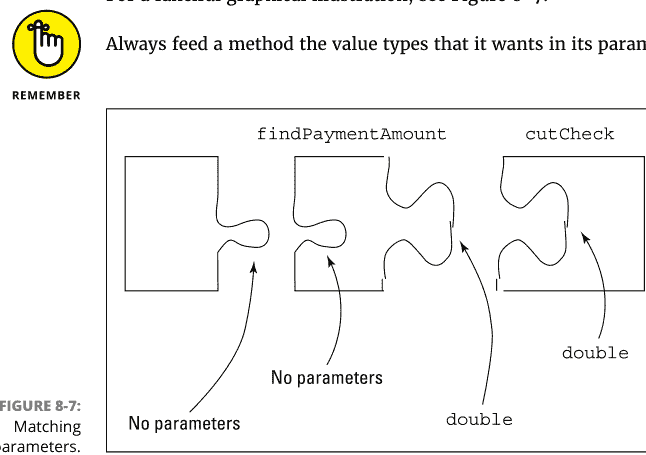 Always feed a method the value types that it wants in its
REMEMBER
findPaymentAmount cutCheck
double
No parameters
double
No parameters
FIGURE 8-7:
Matching
parameters.